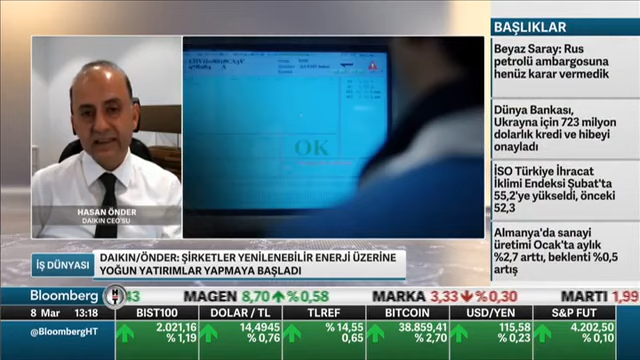 OK
HASAN ÖNDER
DAIKIN CEO'SU
İŞ DÜNYASI
DAIKIN/ÖNDER: ŞİRKETLER YENİLENEBİLİR ENERJİ ÜZERİNE
YOĞUN YATIRIMLAR YAPMAYA BAŞLADI
BAŞLIKLAR
Beyaz Saray: Rus
petrolü ambargosuna
henüz karar vermedik
Dünya Bankası,
Ukrayna için 723 milyon
dolarlık kredi ve hibeyi
onayladı
İSO Türkiye İhracat
İklimi Endeksi Şubat'ta
55,2'ye yükseldi, önceki
52,3
Almanya'da sanayi
üretimi Ocak'ta aylık
%2,7 arttı, beklenti %0,5
artış
Bloomberg HT 43 MAGEN 8,70 %0,58 MARKA 3,33 %0,30 MARTI 1,99
8 Mar 13:18 BIST100 DOLAR / TL TLREF BITCOIN USD/YEN S&P FUT
@BloombergHT 2.021,16 14,4945 % 14,55 38.859,41 115,58 4.202,50
% 1,19 % 0,76 0,65 % 2,70 % 0,23 % 0,10